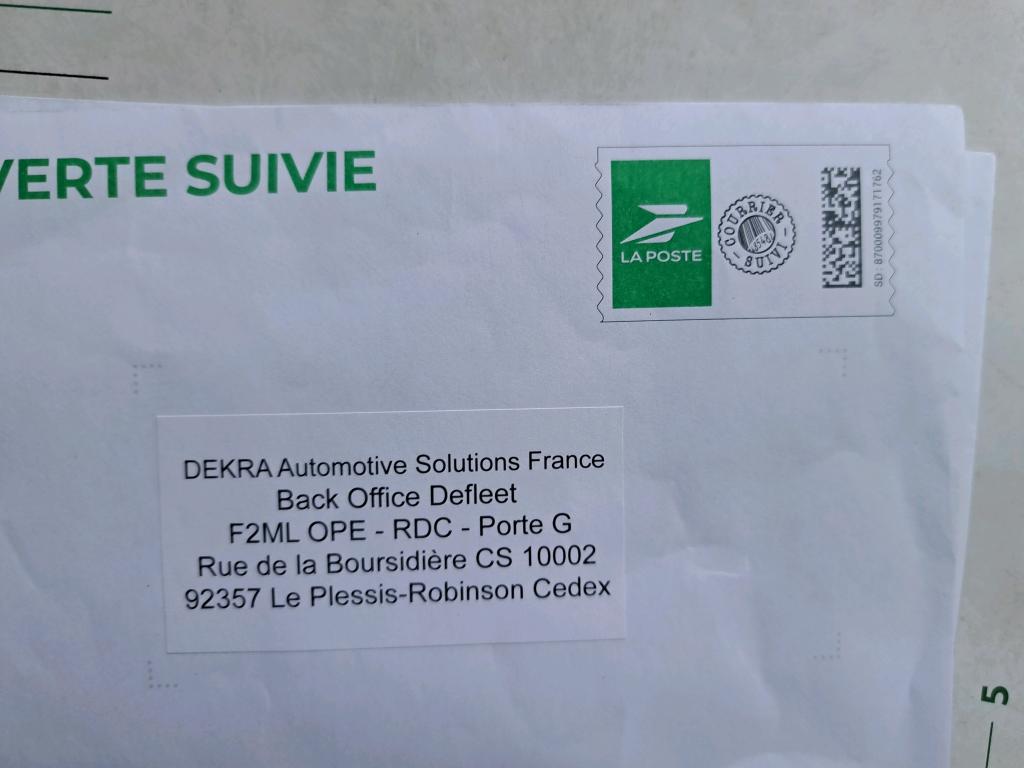 VERTE SUIVIE
LA POSTE
COURRIER
SUIVI
SD : 870009979171762
DEKRA Automotive Solutions France
Back Office Defleet
F2ML OPE - RDC - Porte G
Rue de la Boursidière CS 10002
92357 Le Plessis-Robinson Cedex
5